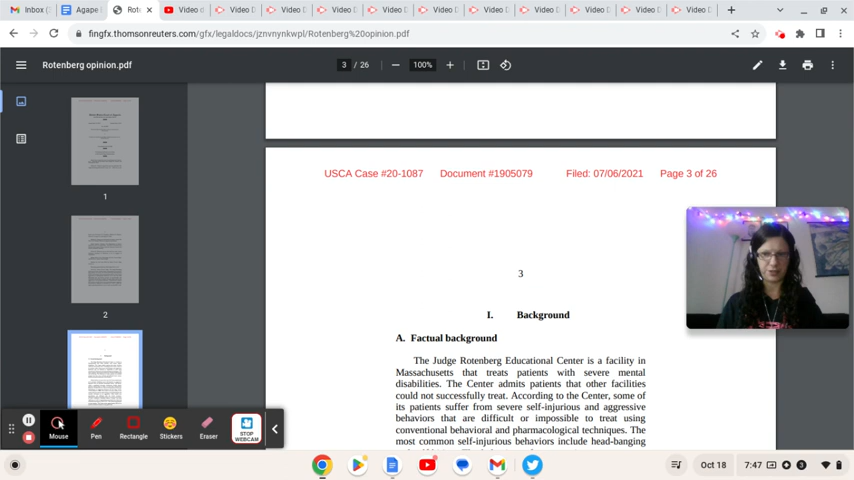 Inbox (
Agape
Rote
Video o
Video D
Video D
Video D
Video D
Video D
Video D
Video D
Video D
Video D
Video D
fingfx.thomsonreuters.com/gfx/legaldocs/jznvnynkwpl/Rotenberg%20opinion.pdf
Rotenberg opinion.pdf
3 / 26
100%
USCA Case #20-1087 Document #1905079 Filed: 07/06/2021 Page 3 of 26
1
2
3
I. Background
A. Factual background
The Judge Rotenberg Educational Center is a facility in
Massachusetts that treats patients with severe mental
disabilities. The Center admits patients that other facilities
could not successfully treat. According to the Center, some of
its patients suffer from severe self-injurious and aggressive
behaviors that are difficult or impossible to treat using
conventional behavioral and pharmacological techniques. The
most common self-injurious behaviors include head-banging
Mouse
Pen
Rectangle
Stickers
Eraser
STOP
WEBCAM
Oct 18
7:47
3